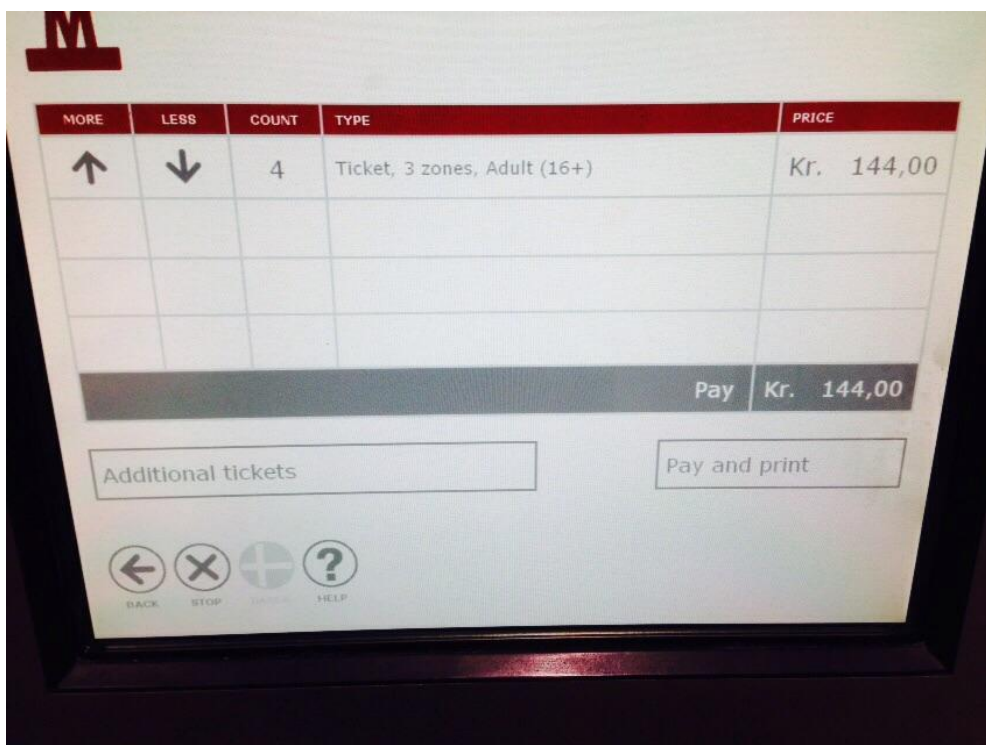 M
MORE LESS COUNT TYPE PRICE
4 Ticket, 3 zones, Adult (16+) Kr. 144,00
Pay Kr. 144,00
Additional tickets Pay and print
BACK STOP HELP